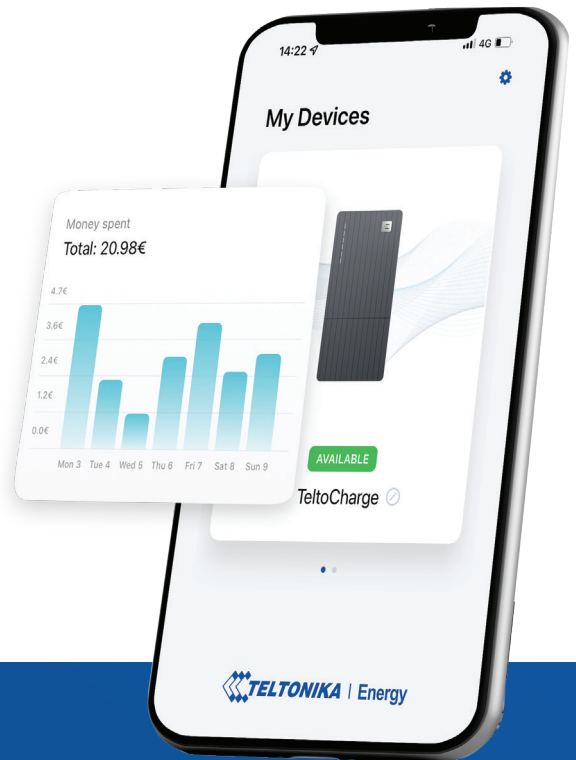 14:22
4G
My Devices
Money spent
Total: 20.98€
4.7€
3.6€
2.4€
1.2€
0.0€
Mon 3 Tue 4 Wed 5 Thu 6 Fri 7 Sat 8 Sun 9
AVAILABLE
TeltoCharge
TELTONIKA | Energy